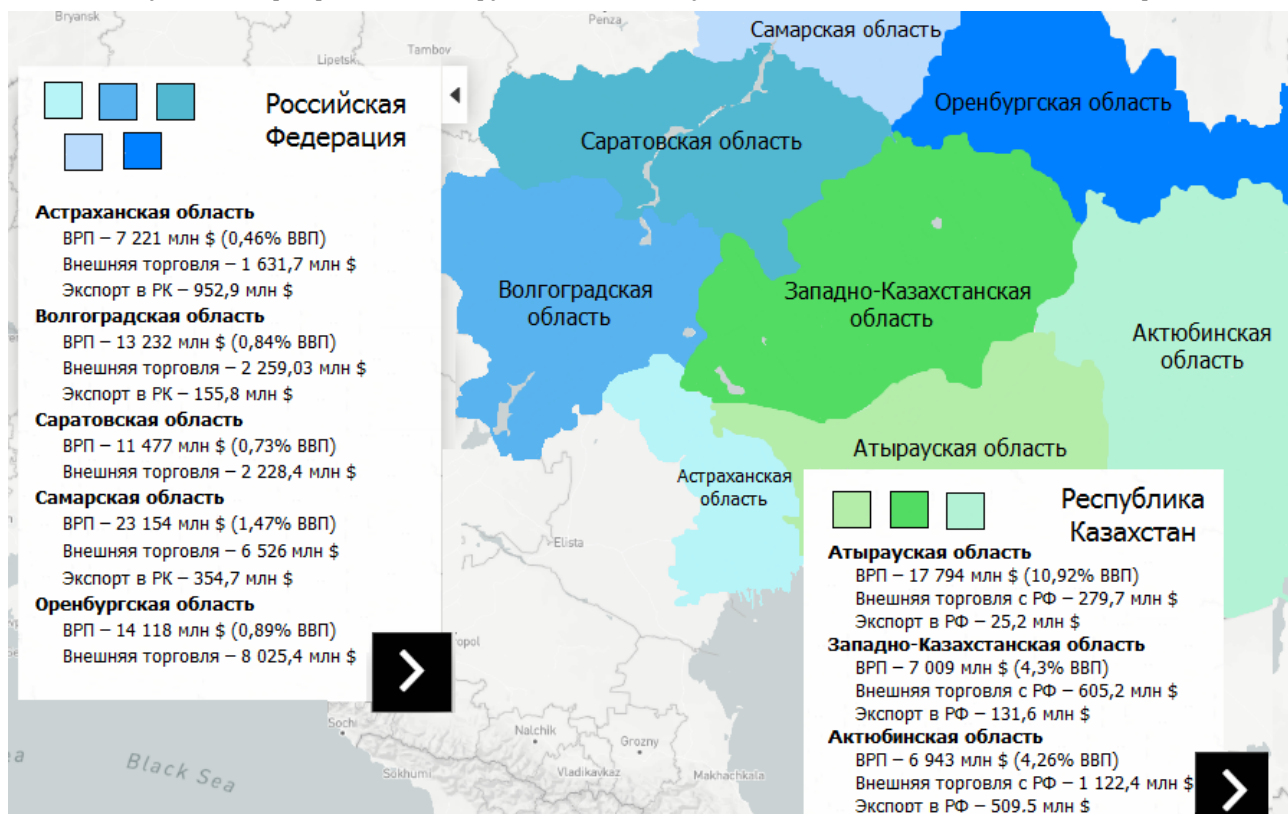 Bryansk
Penza
Tambov
Lipetsk
Самарская область
Оренбургская область
Саратовская область
Российская
Федерация
Астраханская область
ВРП – 7 221 млн $ (0,46% ВВП)
Внешняя торговля – 1 631,7 млн $
Экспорт в РК – 952,9 млн $
Волгоградская область
ВРП – 13 232 млн $ (0,84% ВВП)
Внешняя торговля – 2 259,03 млн $
Экспорт в РК – 155,8 млн $
Саратовская область
ВРП – 11 477 млн $ (0,73% ВВП)
Внешняя торговля – 2 228,4 млн $
Самарская область
ВРП – 23 154 млн $ (1,47% ВВП)
Внешняя торговля – 6 526 млн $
Экспорт в РК – 354,7 млн $
Оренбургская область
ВРП – 14 118 млн $ (0,89% ВВП)
Внешняя торговля – 8 025,4 млн $
Волгоградская
область
Западно-Казахстанская
область
Актюбинская
область
Атырауская область
Астраханская
область
Республика
Казахстан
Атырауская область
ВРП – 17 794 млн $ (10,92% ВВП)
Внешняя торговля с РФ – 279,7 млн $
Экспорт в РФ – 25,2 млн $
Западно-Казахстанская область
ВРП – 7 009 млн $ (4,3% ВВП)
Внешняя торговля с РФ – 605,2 млн $
Экспорт в РФ – 131,6 млн $
Актюбинская область
ВРП – 6 943 млн $ (4,26% ВВП)
Внешняя торговля с РФ – 1 122,4 млн $
Экспорт в РФ – 509,5 млн $
Elista
opol
Sochi
Nalchik
Grozny
Sokhumi
Vladikavkaz
Makhachkala
Black Sea